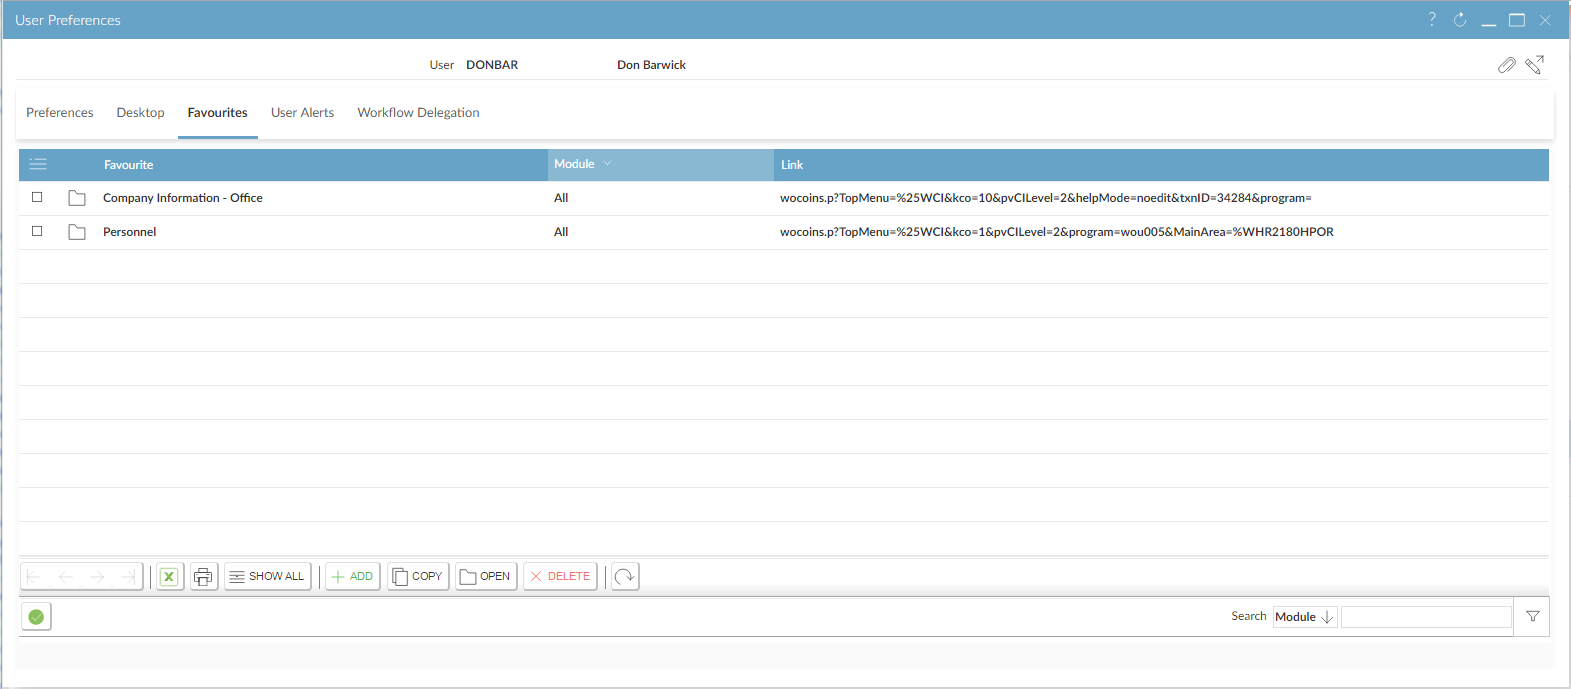 User Preferences
User DONBAR Don Barwick
Preferences Desktop Favourites User Alerts Workflow Delegation
Favourite Module Link
Company Information - Office All wocoins.p?TopMenu=%25WCI&kco=10&pvCILevel=2&helpMode=noedit&txnID=34284&program=
Personnel All wocoins.p?TopMenu=%25WCI&kco=1&pvCILevel=2&program=wou005&MainArea=%WHR2180HPOR
SHOW ALL ADD COPY OPEN DELETE
Search Module